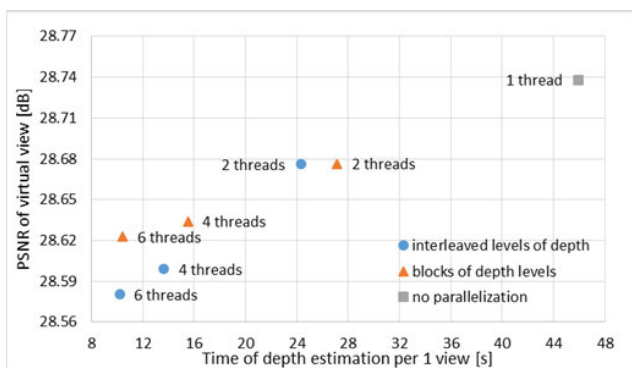 28.77
28.74
28.71
28.68
28.65
28.62
28.59
28.56
PSNR of virtual view [dB]
1 thread
2 threads
2 threads
4 threads
6 threads
4 threads
6 threads
interleaved levels of depth
blocks of depth levels
no parallelization
8 12 16 20 24 28 32 36 40 44 48
Time of depth estimation per 1 view [s]